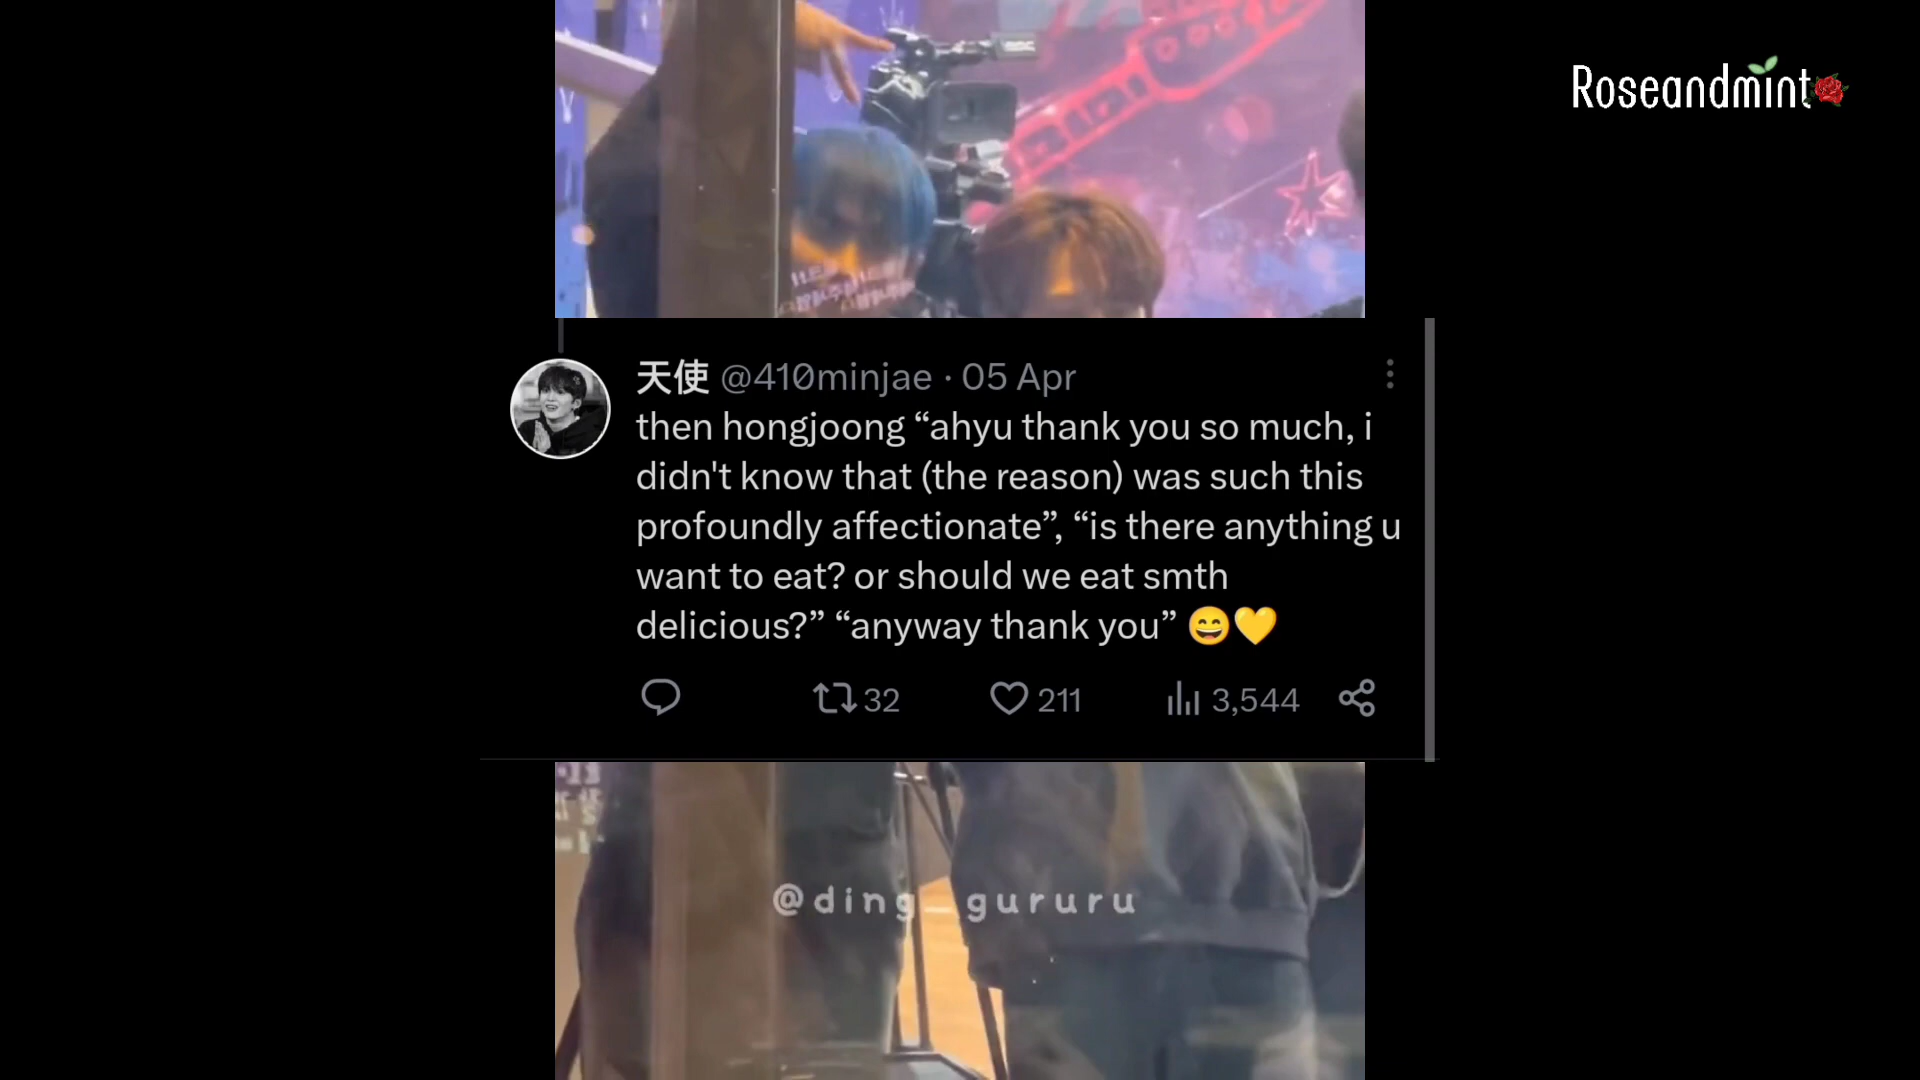 Roseandmint
天使 @410minjae · 05 Apr
then hongjoong “ahyu thank you so much, i
didn't know that (the reason) was such this
profoundly affectionate”, “is there anything u
want to eat? or should we eat smth
delicious?” “anyway thank you” 😄💛
32 211 3,544
@ding__gururu